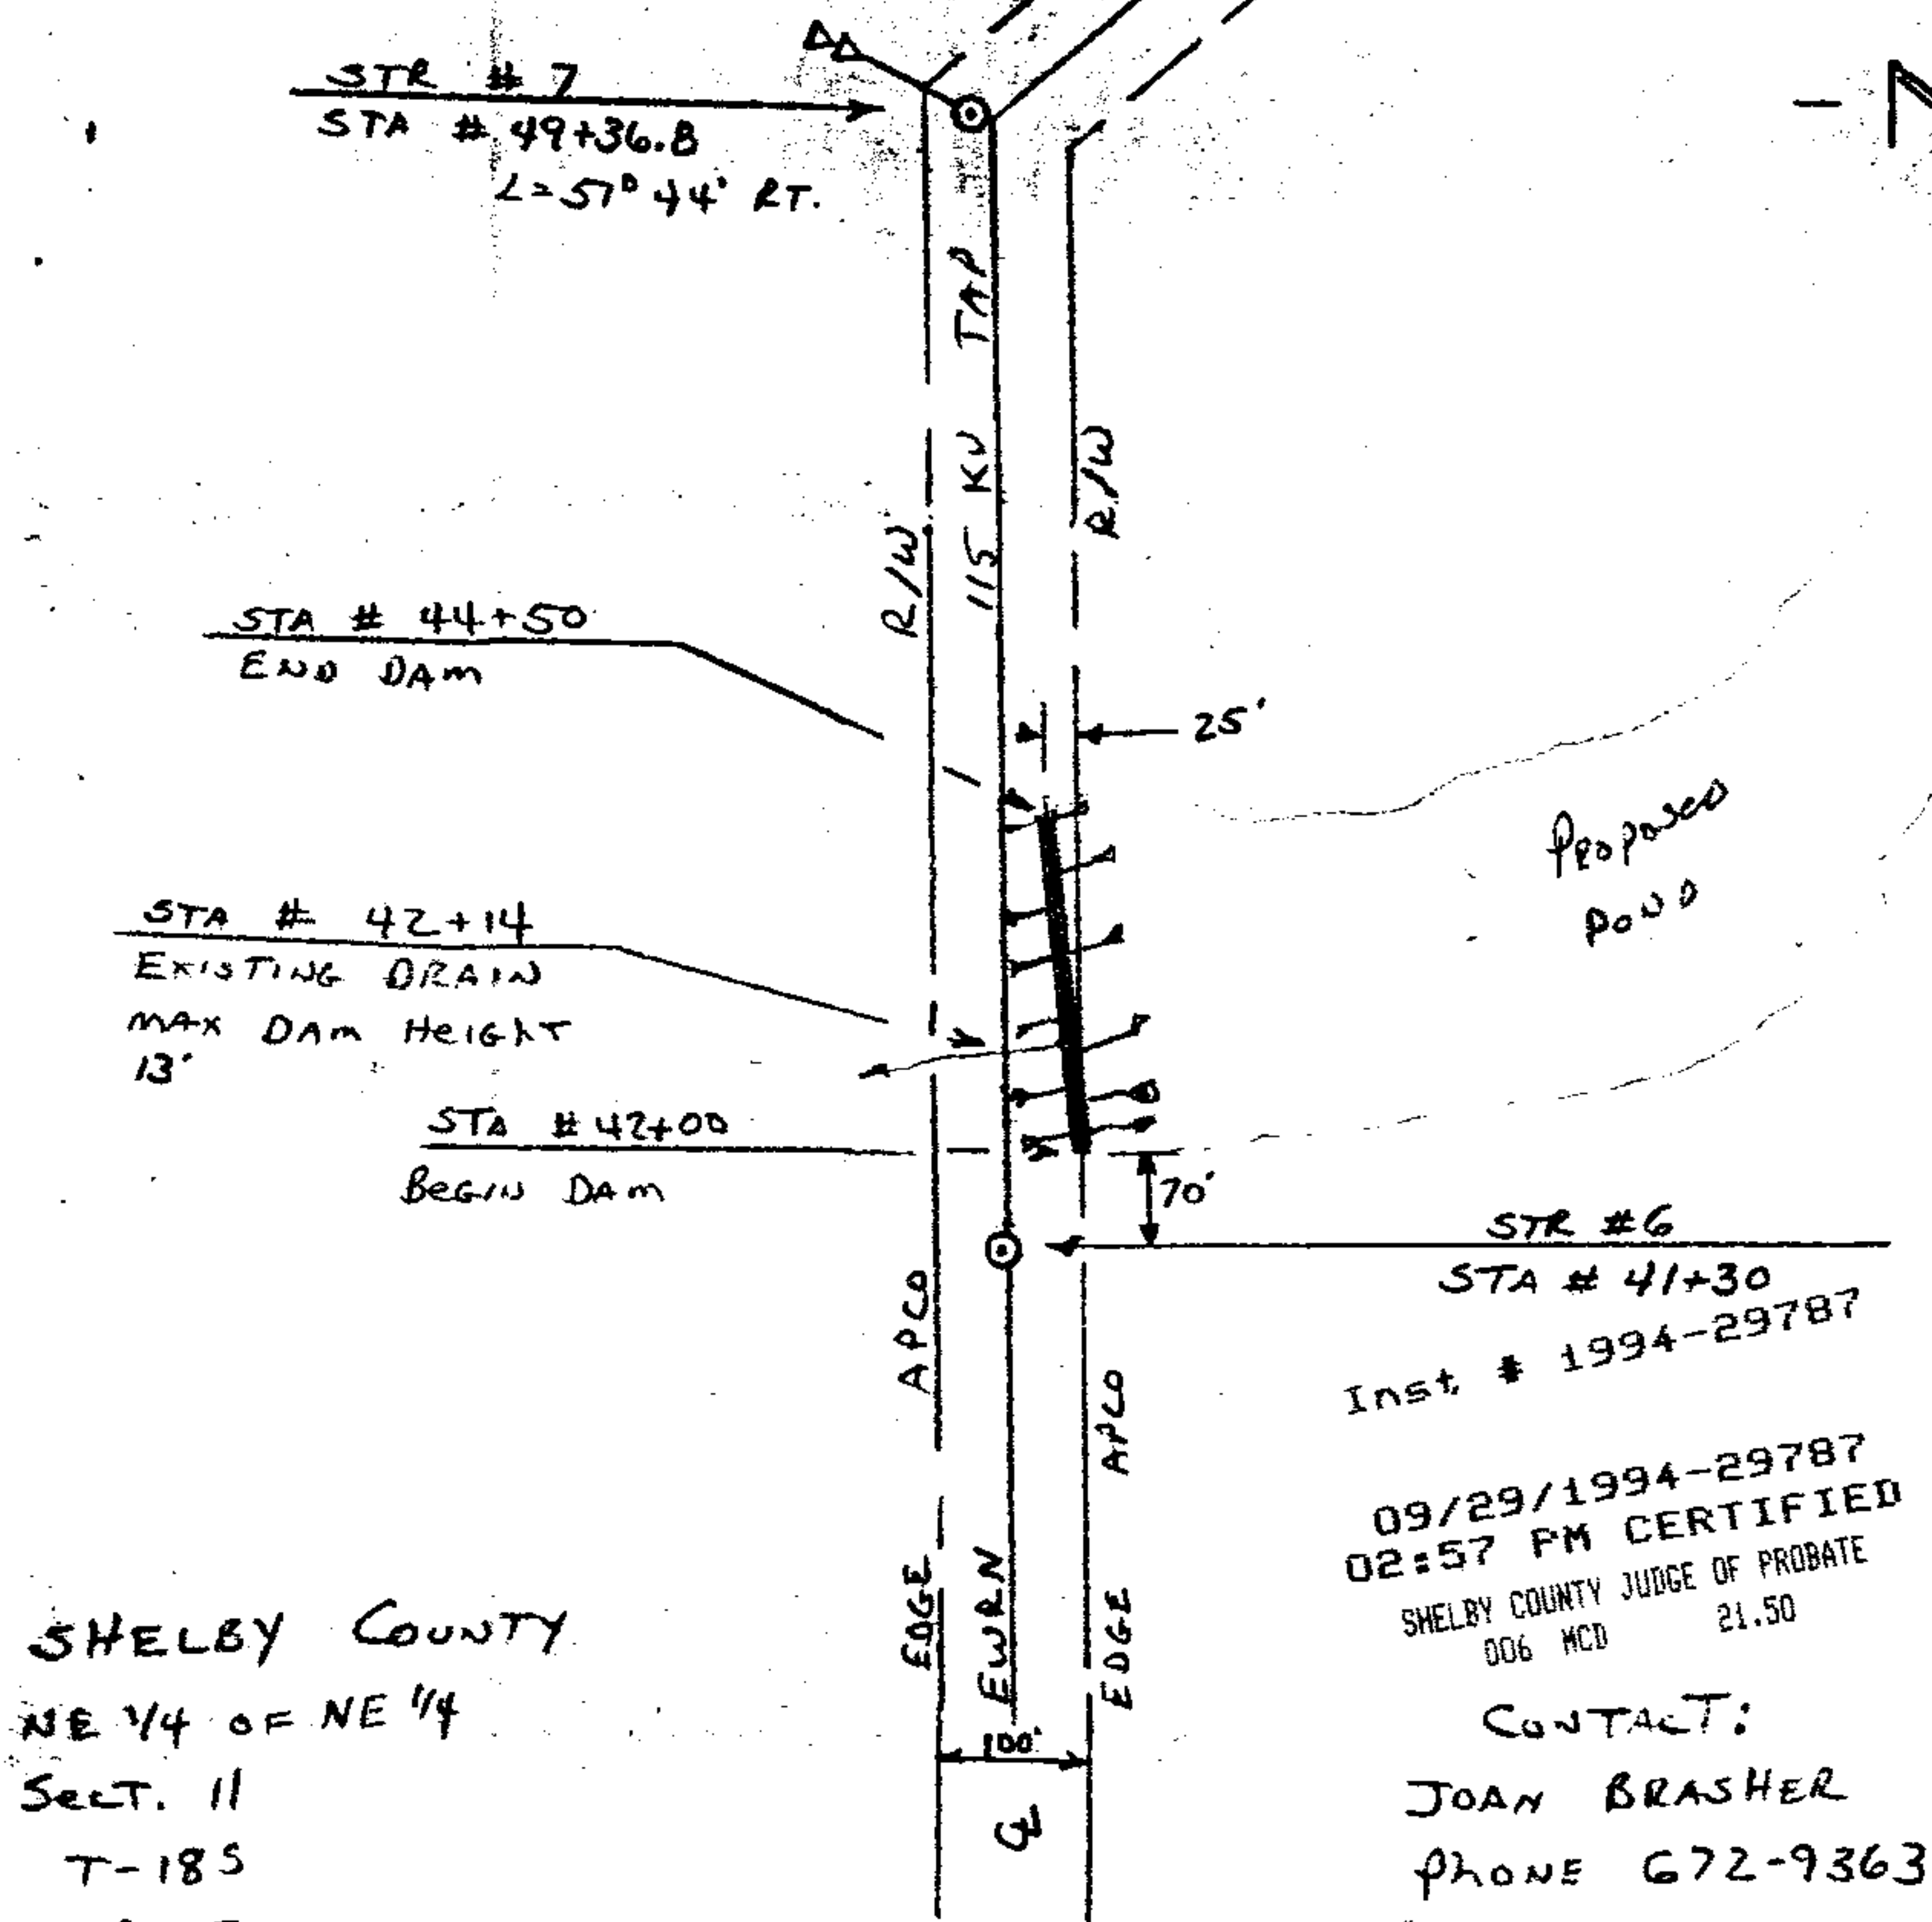 STR # 7
STA # 49+36.8
L=57° 44' RT.
115 KV TAP
R/W
R/W
STA # 44+50
END DAM
25'
PROPOSED
POND
STA # 42+14
EXISTING DRAIN
MAX DAM HEIGHT
13'
STA # 42+00
BEGIN DAM
70'
STR #6
STA # 41+30
Inst # 1994-29787
09/29/1994-29787
02:57 PM CERTIFIED
SHELBY COUNTY JUDGE OF PROBATE
006 MCD 21.50
EDGE APCO
EDGE APCO
100'
CL
SHELBY COUNTY
NE 1/4 OF NE 1/4
SECT. 11
T-18S
CONTACT:
JOAN BRASHER
PHONE 672-9363